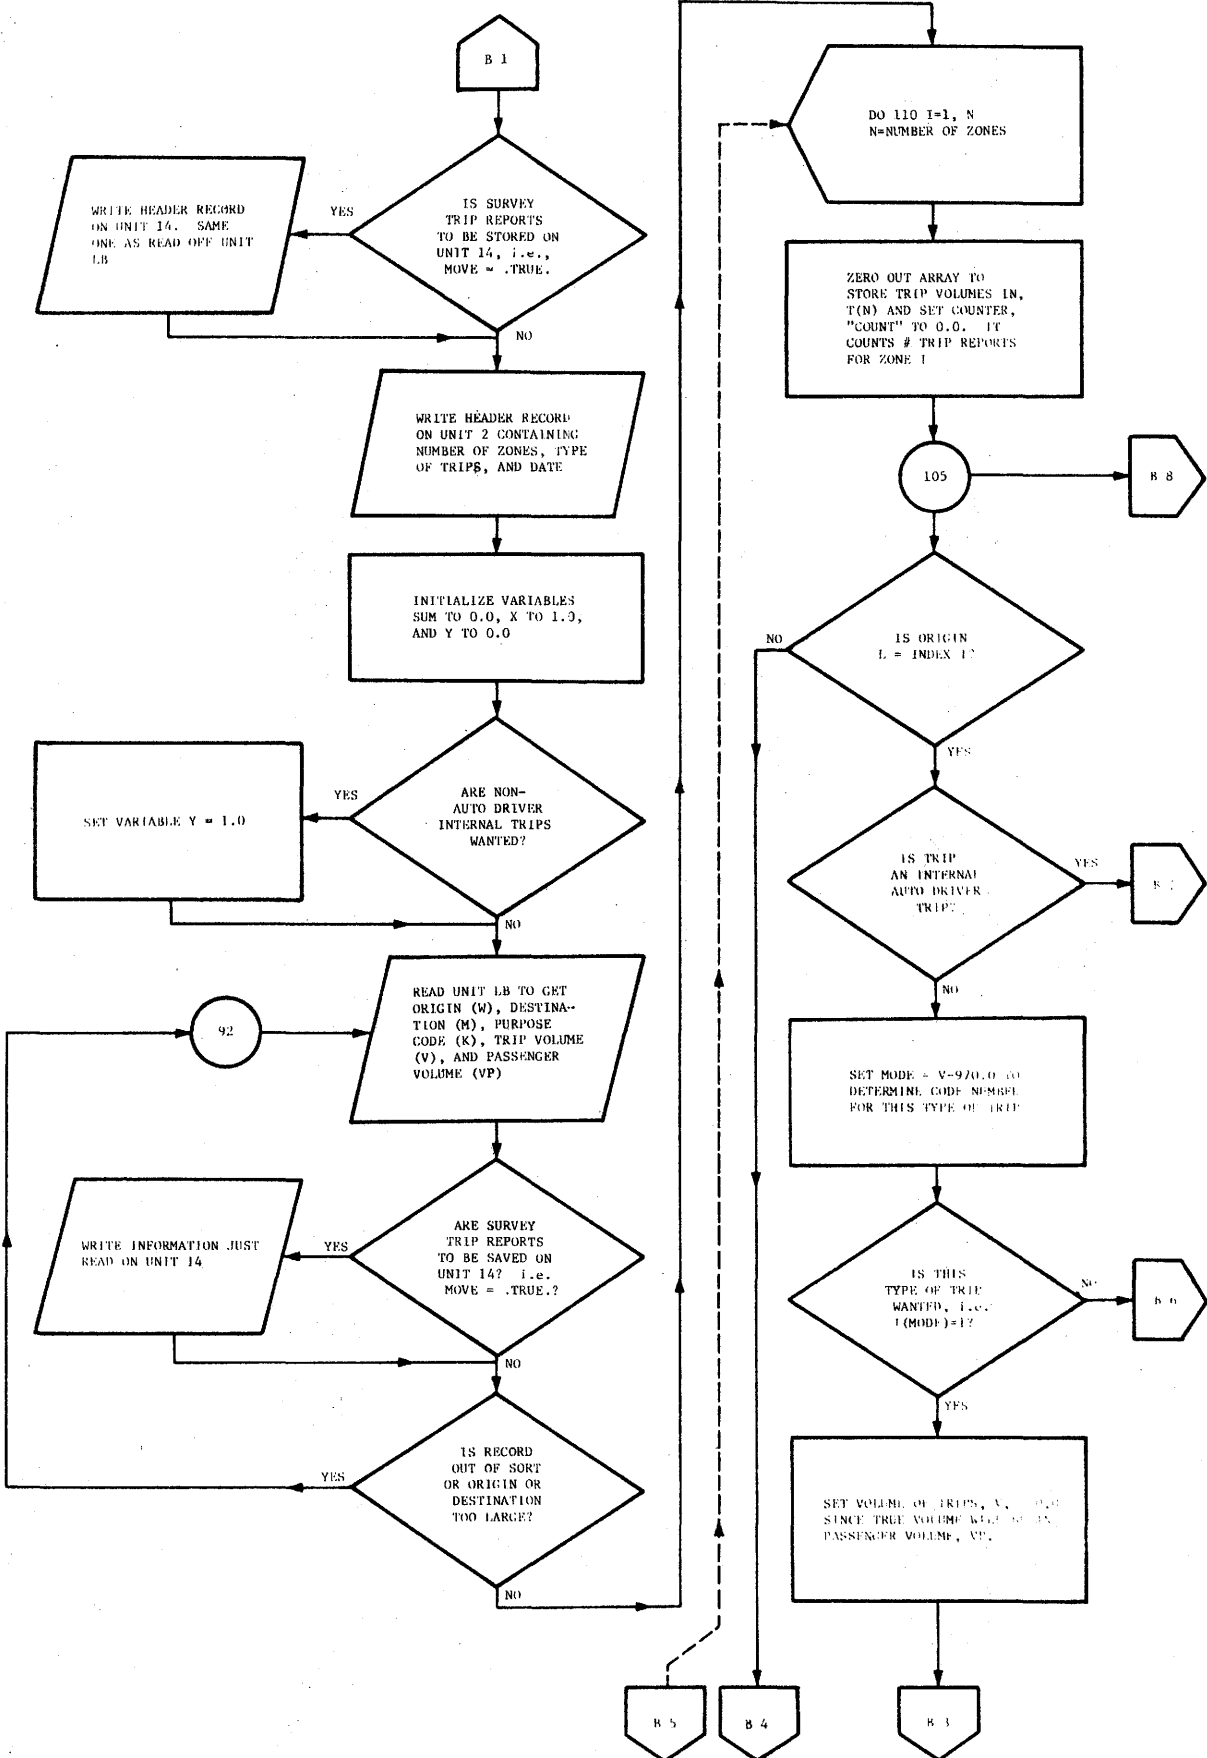 B 1
IS SURVEY
TRIP REPORTS
TO BE STORED ON
UNIT 14, i.e.,
MOVE = .TRUE.
YES
WRITE HEADER RECORD
ON UNIT 14. SAME
ONE AS READ OFF UNIT
LB
NO
WRITE HEADER RECORD
ON UNIT 2 CONTAINING
NUMBER OF ZONES, TYPE
OF TRIPS, AND DATE
INITIALIZE VARIABLES
SUM TO 0.0, X TO 1.0,
AND Y TO 0.0
ARE NON-
AUTO DRIVER
INTERNAL TRIPS
WANTED?
YES
SET VARIABLE Y = 1.0
NO
92
READ UNIT LB TO GET
ORIGIN (W), DESTINA-
TION (M), PURPOSE
CODE (K), TRIP VOLUME
(V), AND PASSENGER
VOLUME (VP)
ARE SURVEY
TRIP REPORTS
TO BE SAVED ON
UNIT 14? i.e.
MOVE = .TRUE.?
YES
WRITE INFORMATION JUST
READ ON UNIT 14
NO
IS RECORD
OUT OF SORT
OR ORIGIN OR
DESTINATION
TOO LARGE?
YES
NO
DO 110 I=1, N
N=NUMBER OF ZONES
ZERO OUT ARRAY TO
STORE TRIP VOLUMES IN,
T(N) AND SET COUNTER,
"COUNT" TO 0.0. IT
COUNTS # TRIP REPORTS
FOR ZONE I
105
B 8
IS ORIGIN
L = INDEX I?
NO
YES
IS TRIP
AN INTERNAL
AUTO DRIVER
TRIP?
YES
B
NO
SET MODE = V-970.0 TO
DETERMINE CODE NUMBER
FOR THIS TYPE OF TRIP
IS THIS
TYPE OF TRIP
WANTED, i.e.
(MODE)=1?
NO
B 6
YES
SET VOLUME OF TRIPS, V,
SINCE TRUE VOLUME WILL
PASSENGER VOLUME, VP.
B 5
B 4
B 3